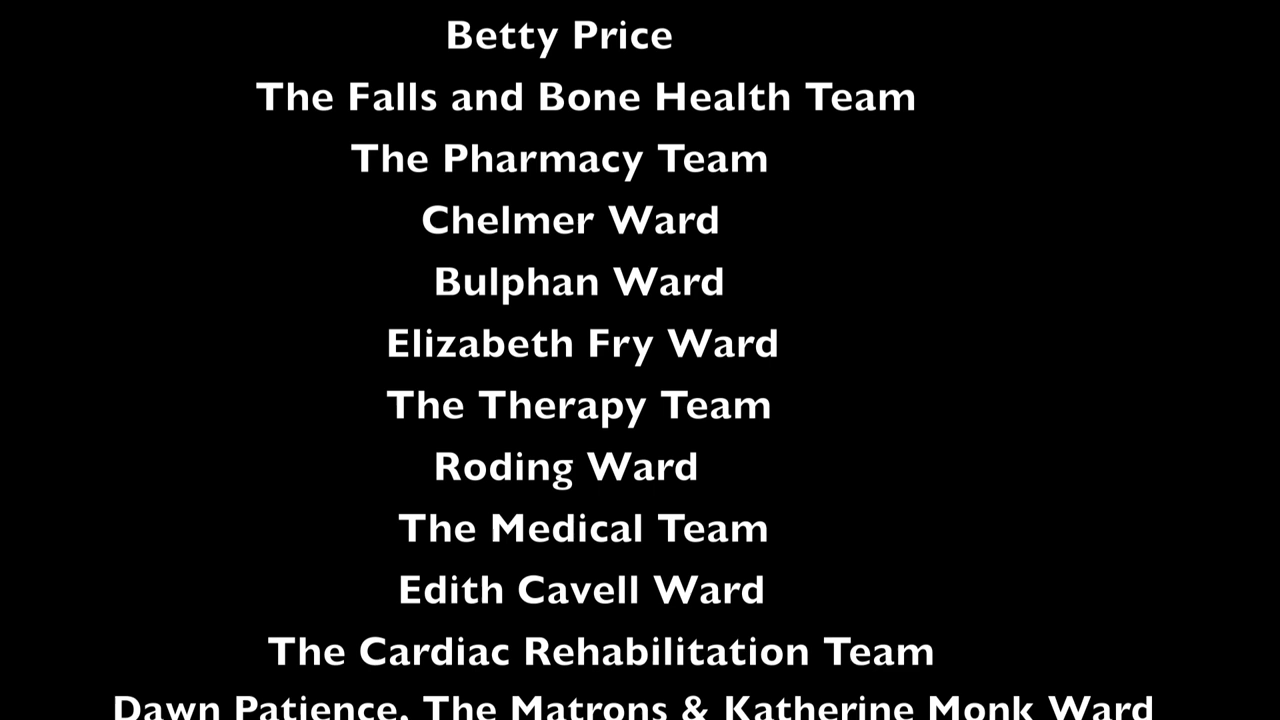 Betty Price
The Falls and Bone Health Team
The Pharmacy Team
Chelmer Ward
Bulphan Ward
Elizabeth Fry Ward
The Therapy Team
Roding Ward
The Medical Team
Edith Cavell Ward
The Cardiac Rehabilitation Team
Dawn Patience, The Matrons & Katherine Monk Ward